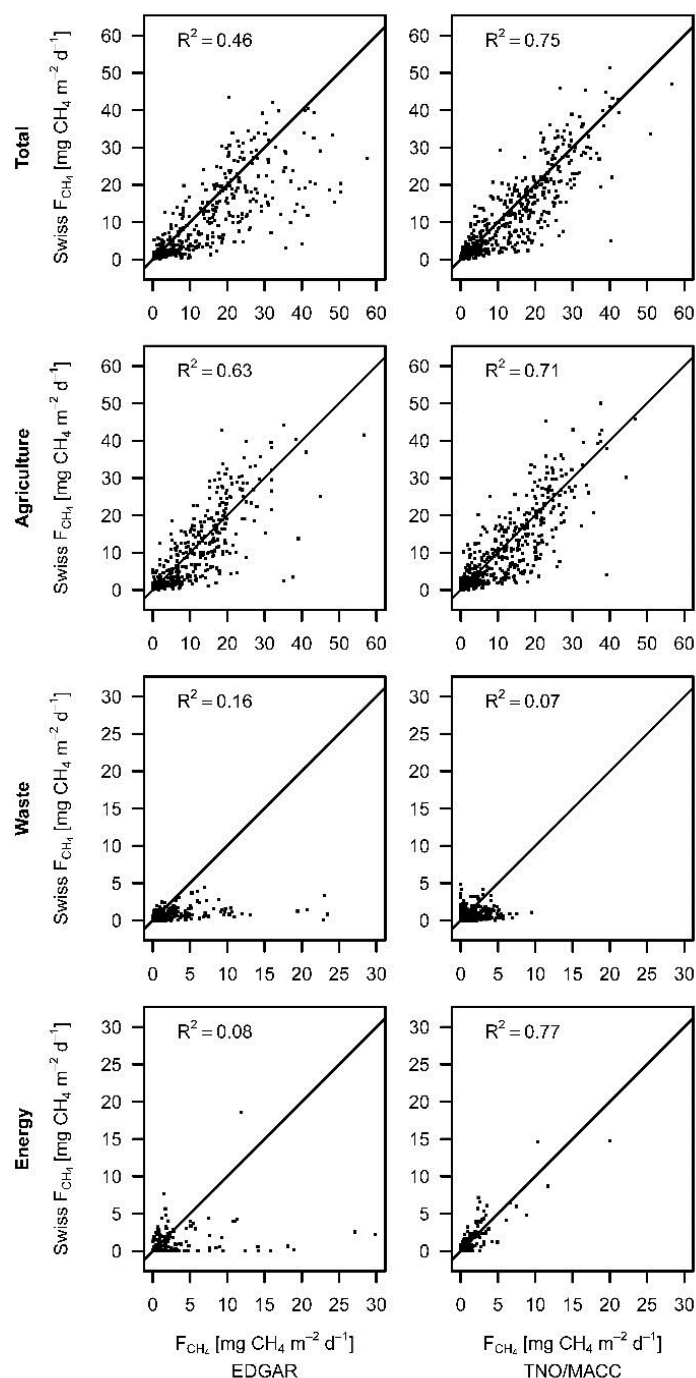 R² = 0.46
R² = 0.75
60
50
40
30
20
10
0
Total
Swiss F_CH₄ [mg CH₄ m⁻² d⁻¹]
0 10 20 30 40 50 60
0 10 20 30 40 50 60
R² = 0.63
R² = 0.71
60
50
40
30
20
10
0
Agriculture
Swiss F_CH₄ [mg CH₄ m⁻² d⁻¹]
0 10 20 30 40 50 60
0 10 20 30 40 50 60
R² = 0.16
R² = 0.07
30
25
20
15
10
5
0
Waste
Swiss F_CH₄ [mg CH₄ m⁻² d⁻¹]
0 5 10 15 20 25 30
0 5 10 15 20 25 30
R² = 0.08
R² = 0.77
30
25
20
15
10
5
0
Energy
Swiss F_CH₄ [mg CH₄ m⁻² d⁻¹]
0 5 10 15 20 25 30
0 5 10 15 20 25 30
F_CH₄ [mg CH₄ m⁻² d⁻¹]
EDGAR
F_CH₄ [mg CH₄ m⁻² d⁻¹]
TNO/MACC